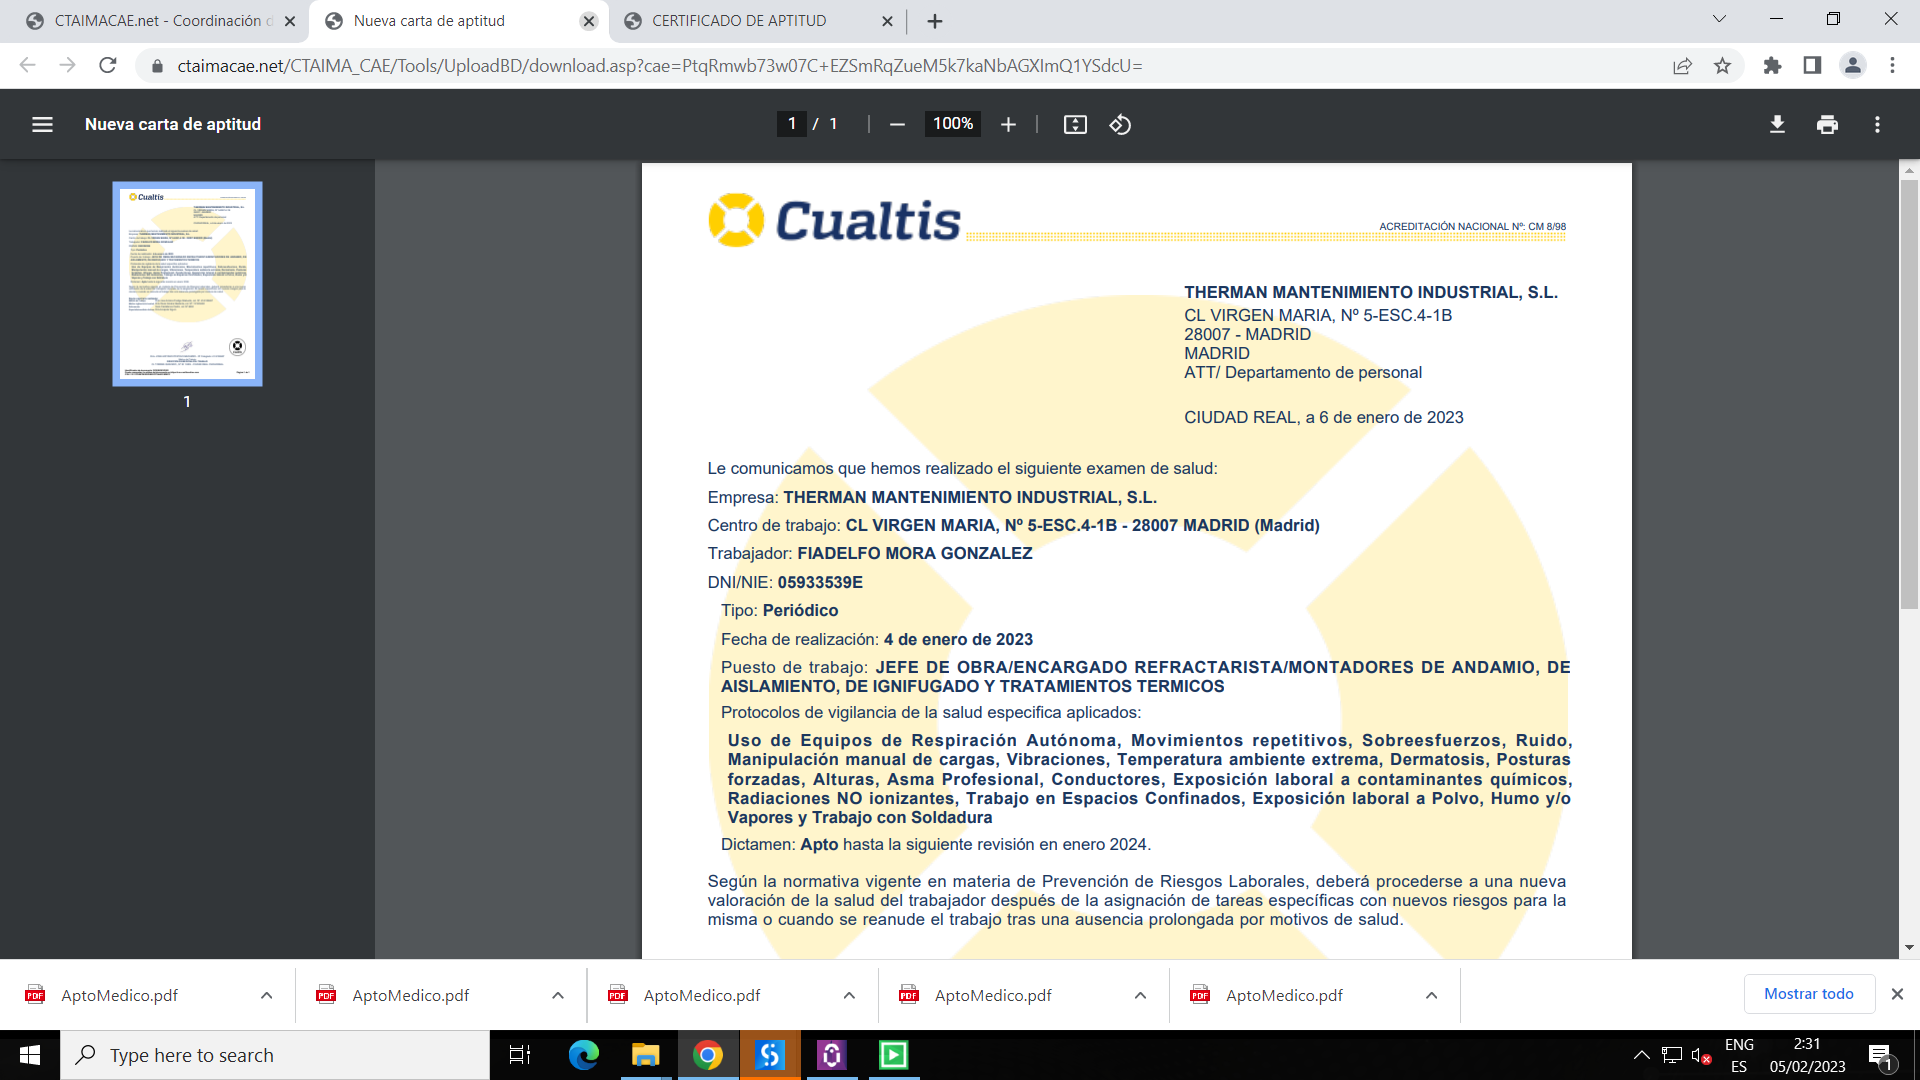 CTAIMACAE.net - Coordinación d
Nueva carta de aptitud
CERTIFICADO DE APTITUD
ctaimacae.net/CTAIMA_CAE/Tools/UploadBD/download.asp?cae=PtqRmwb73w07C+EZSmRqZueM5k7kaNbAGXImQ1YSdcU=
Nueva carta de aptitud
1 / 1
100%
1
Cualtis
ACREDITACIÓN NACIONAL Nº: CM 8/98
THERMAN MANTENIMIENTO INDUSTRIAL, S.L.
CL VIRGEN MARIA, Nº 5-ESC.4-1B
28007 - MADRID
MADRID
ATT/ Departamento de personal
CIUDAD REAL, a 6 de enero de 2023
Le comunicamos que hemos realizado el siguiente examen de salud:
Empresa: THERMAN MANTENIMIENTO INDUSTRIAL, S.L.
Centro de trabajo: CL VIRGEN MARIA, Nº 5-ESC.4-1B - 28007 MADRID (Madrid)
Trabajador: FIADELFO MORA GONZALEZ
DNI/NIE: 05933539E
Tipo: Periódico
Fecha de realización: 4 de enero de 2023
Puesto de trabajo: JEFE DE OBRA/ENCARGADO REFRACTARISTA/MONTADORES DE ANDAMIO, DE
AISLAMIENTO, DE IGNIFUGADO Y TRATAMIENTOS TERMICOS
Protocolos de vigilancia de la salud especifica aplicados:
Uso de Equipos de Respiración Autónoma, Movimientos repetitivos, Sobreesfuerzos, Ruido,
Manipulación manual de cargas, Vibraciones, Temperatura ambiente extrema, Dermatosis, Posturas
forzadas, Alturas, Asma Profesional, Conductores, Exposición laboral a contaminantes químicos,
Radiaciones NO ionizantes, Trabajo en Espacios Confinados, Exposición laboral a Polvo, Humo y/o
Vapores y Trabajo con Soldadura
Dictamen: Apto hasta la siguiente revisión en enero 2024.
Según la normativa vigente en materia de Prevención de Riesgos Laborales, deberá procederse a una nueva
valoración de la salud del trabajador después de la asignación de tareas específicas con nuevos riesgos para la
misma o cuando se reanude el trabajo tras una ausencia prolongada por motivos de salud.
AptoMedico.pdf
AptoMedico.pdf
AptoMedico.pdf
AptoMedico.pdf
AptoMedico.pdf
Mostrar todo
Type here to search
ENG
ES
2:31
05/02/2023
1